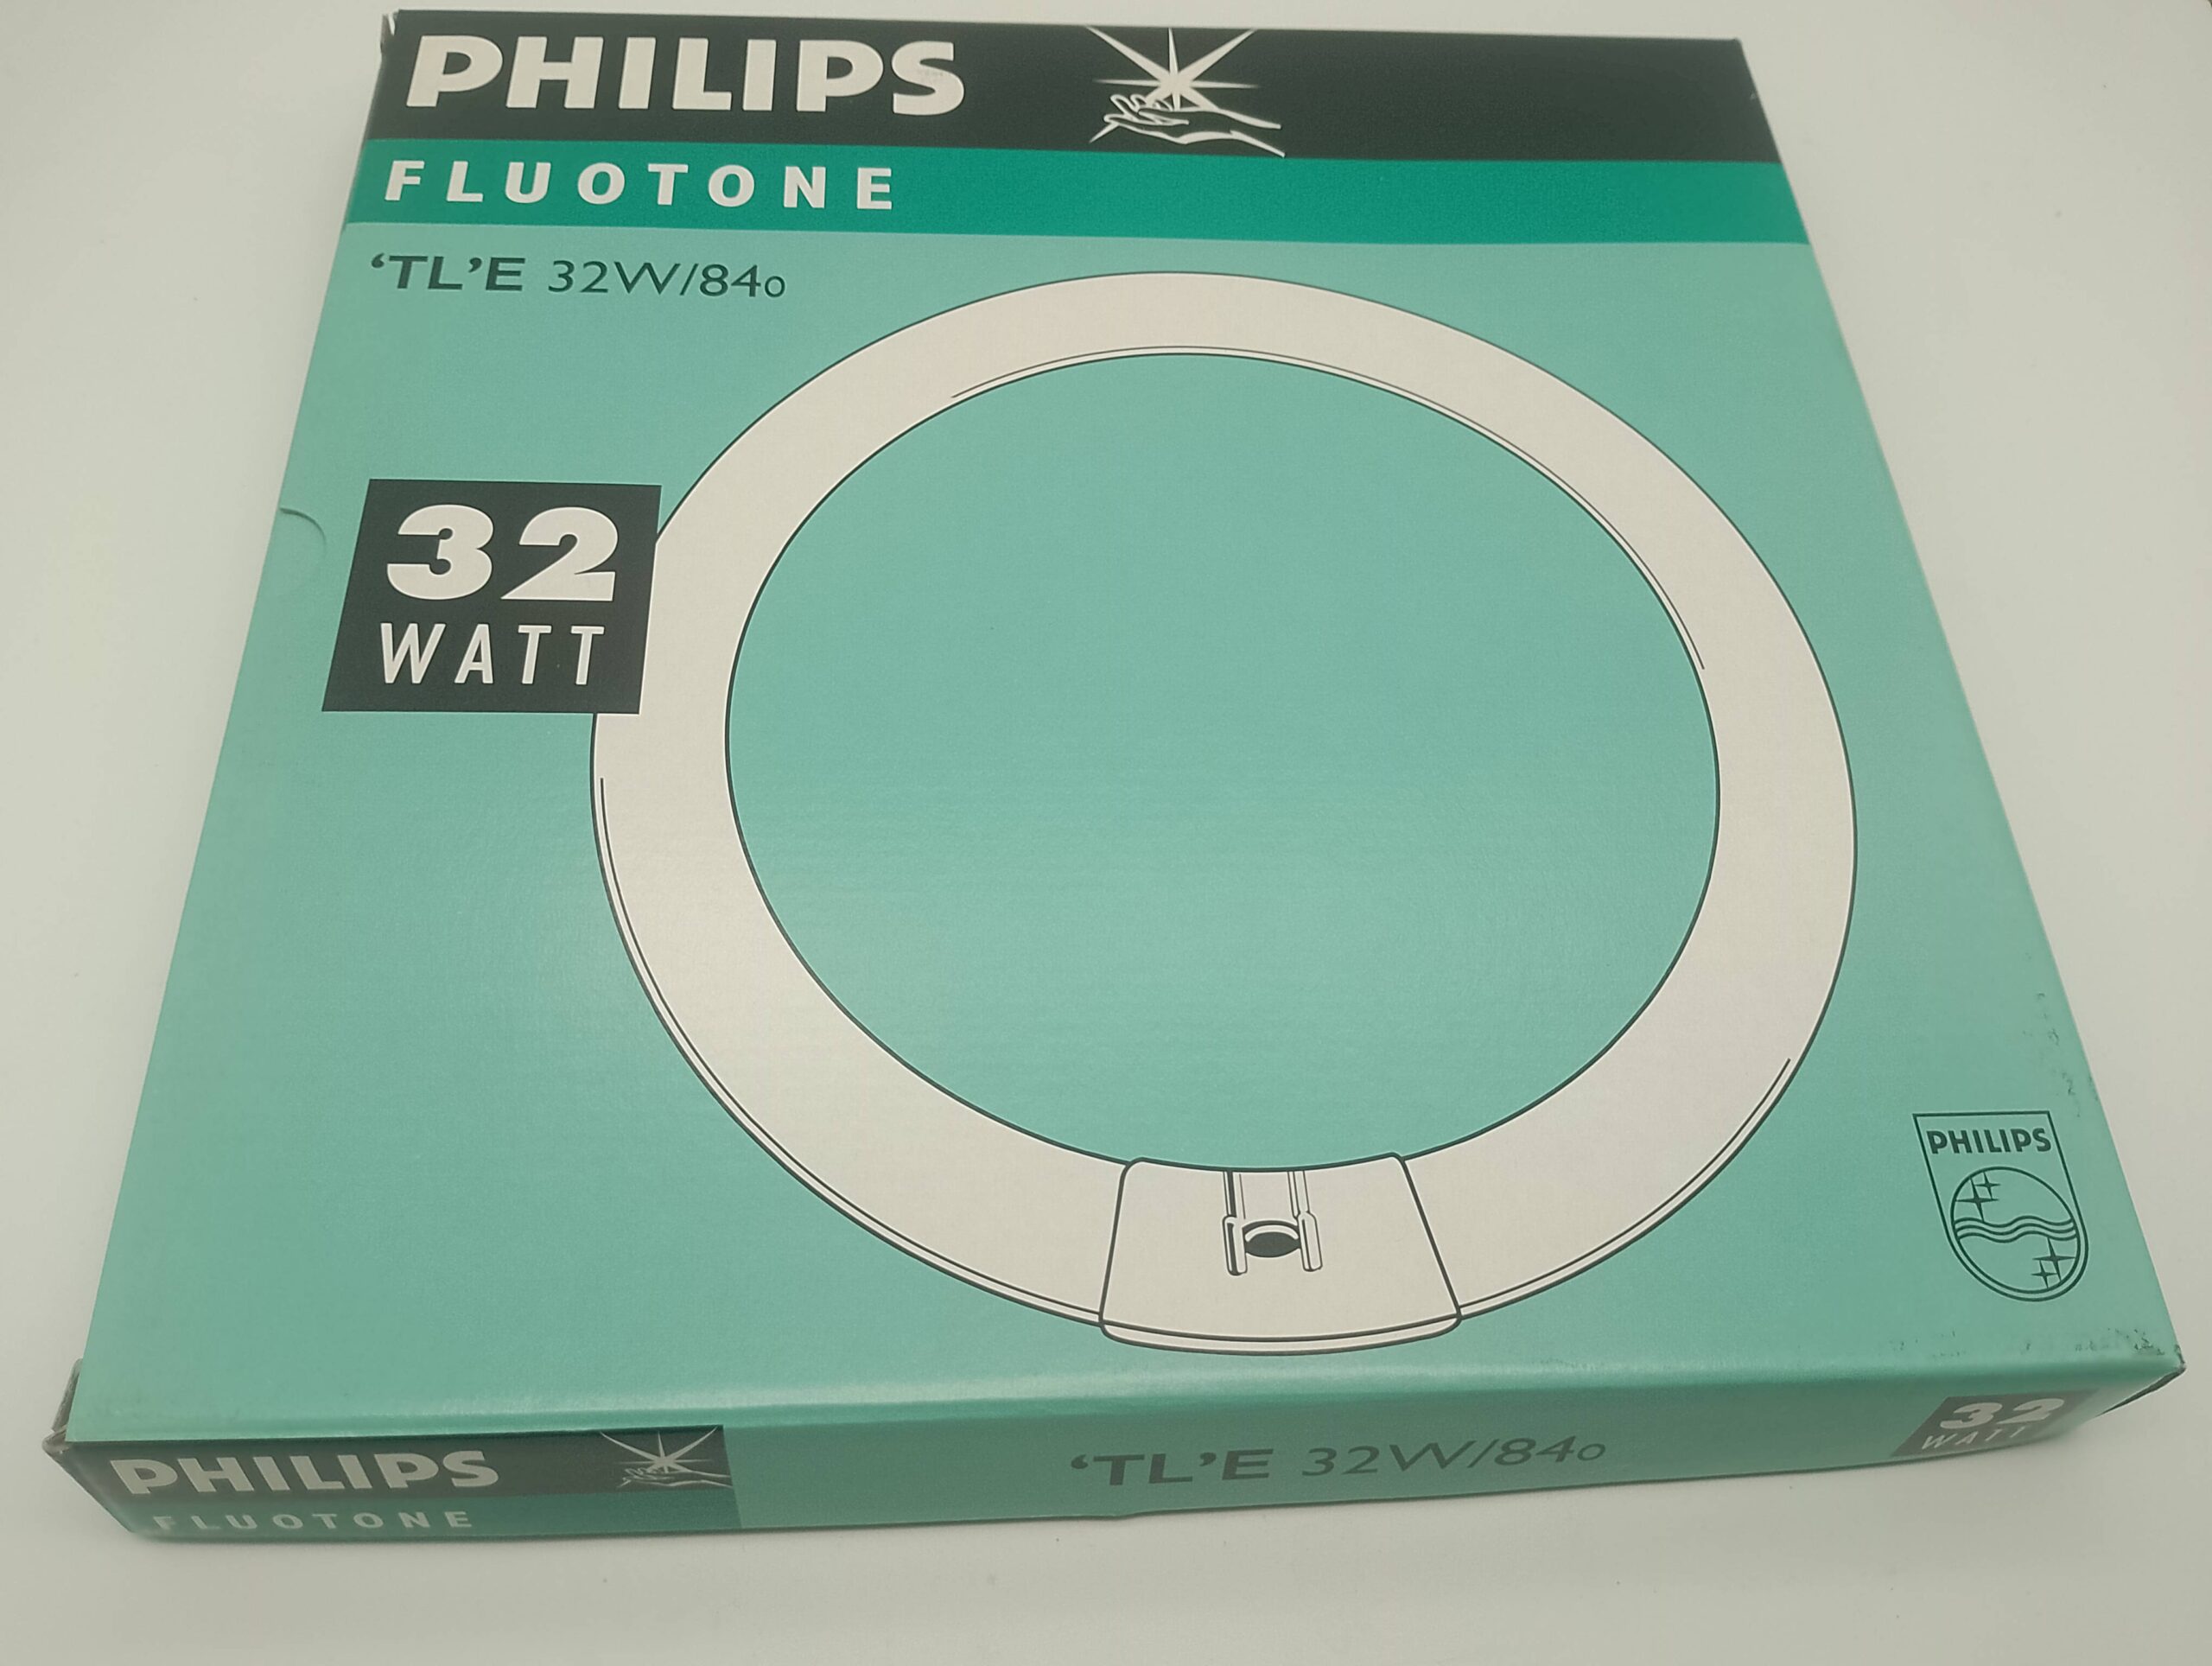 PHILIPS
FLUOTONE
‘TL’E 32W/840
32
WATT
PHILIPS
PHILIPS
FLUOTONE
‘TL’E 32W/840
32
WATT